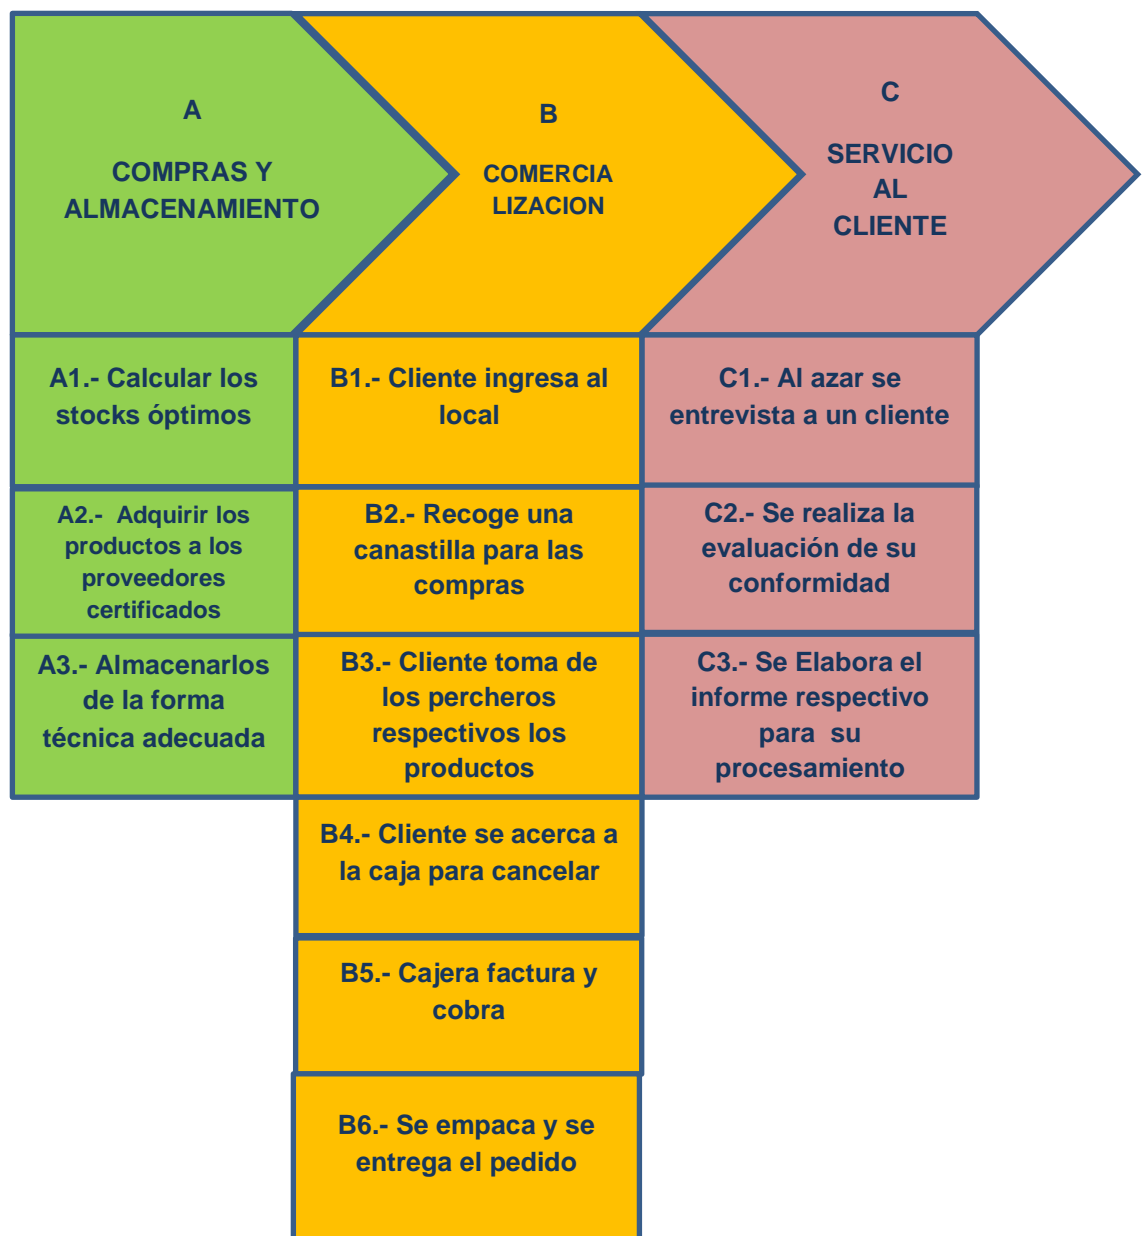 A
COMPRAS Y
ALMACENAMIENTO
B
COMERCIA
LIZACION
C
SERVICIO
AL
CLIENTE
A1.- Calcular los
stocks óptimos
A2.- Adquirir los
productos a los
proveedores
certificados
A3.- Almacenarlos
de la forma
técnica adecuada
B1.- Cliente ingresa al
local
B2.- Recoge una
canastilla para las
compras
B3.- Cliente toma de
los percheros
respectivos los
productos
B4.- Cliente se acerca a
la caja para cancelar
B5.- Cajera factura y
cobra
B6.- Se empaca y se
entrega el pedido
C1.- Al azar se
entrevista a un cliente
C2.- Se realiza la
evaluación de su
conformidad
C3.- Se Elabora el
informe respectivo
para su
procesamiento